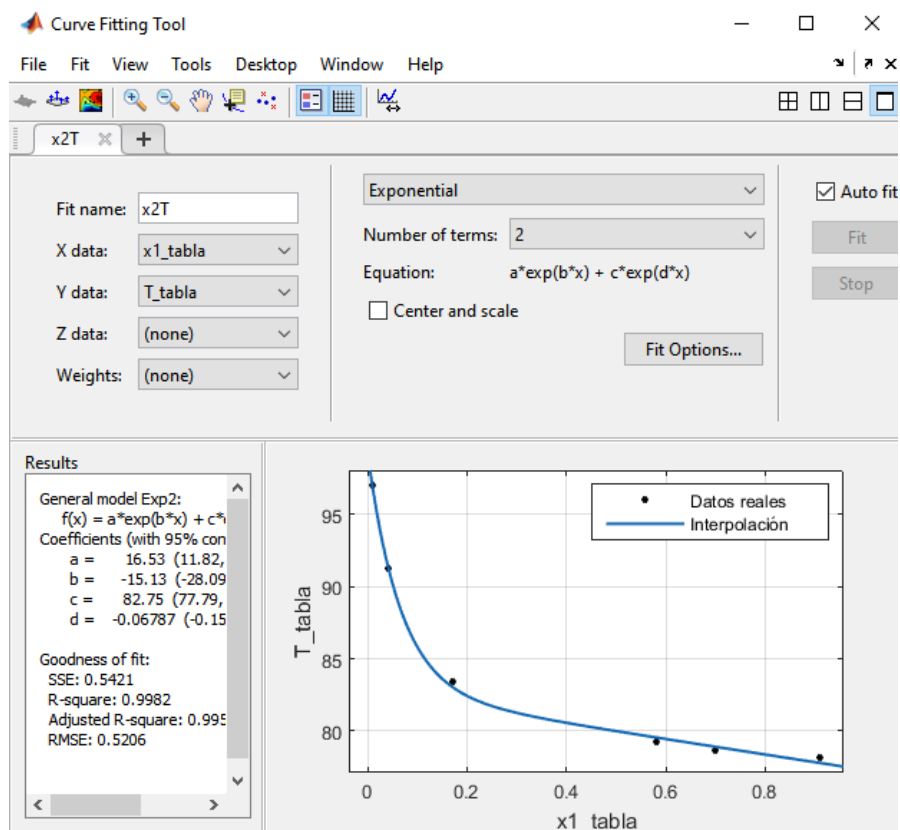 Curve Fitting Tool
File Fit View Tools Desktop Window Help
x2T
Fit name: x2T
X data: x1_tabla
Y data: T_tabla
Z data: (none)
Weights: (none)
Exponential
Number of terms: 2
Equation: a*exp(b*x) + c*exp(d*x)
Center and scale
Fit Options...
Auto fit
Fit
Stop
Results
General model Exp2:
f(x) = a*exp(b*x) + c*
Coefficients (with 95% con
a = 16.53 (11.82,
b = -15.13 (-28.09
c = 82.75 (77.79,
d = -0.06787 (-0.15
Goodness of fit:
SSE: 0.5421
R-square: 0.9982
Adjusted R-square: 0.995
RMSE: 0.5206
Datos reales
Interpolación
T_tabla
95
90
85
80
0 0.2 0.4 0.6 0.8
x1_tabla